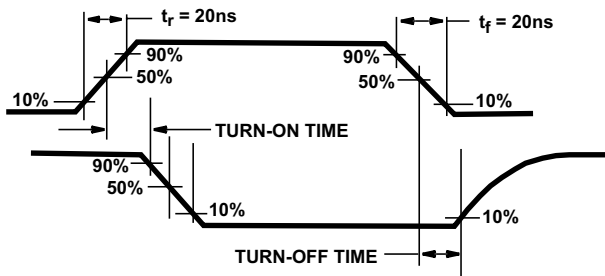 tr = 20ns
tf = 20ns
90%
90%
50%
50%
10%
10%
TURN-ON TIME
90%
50%
10%
10%
TURN-OFF TIME